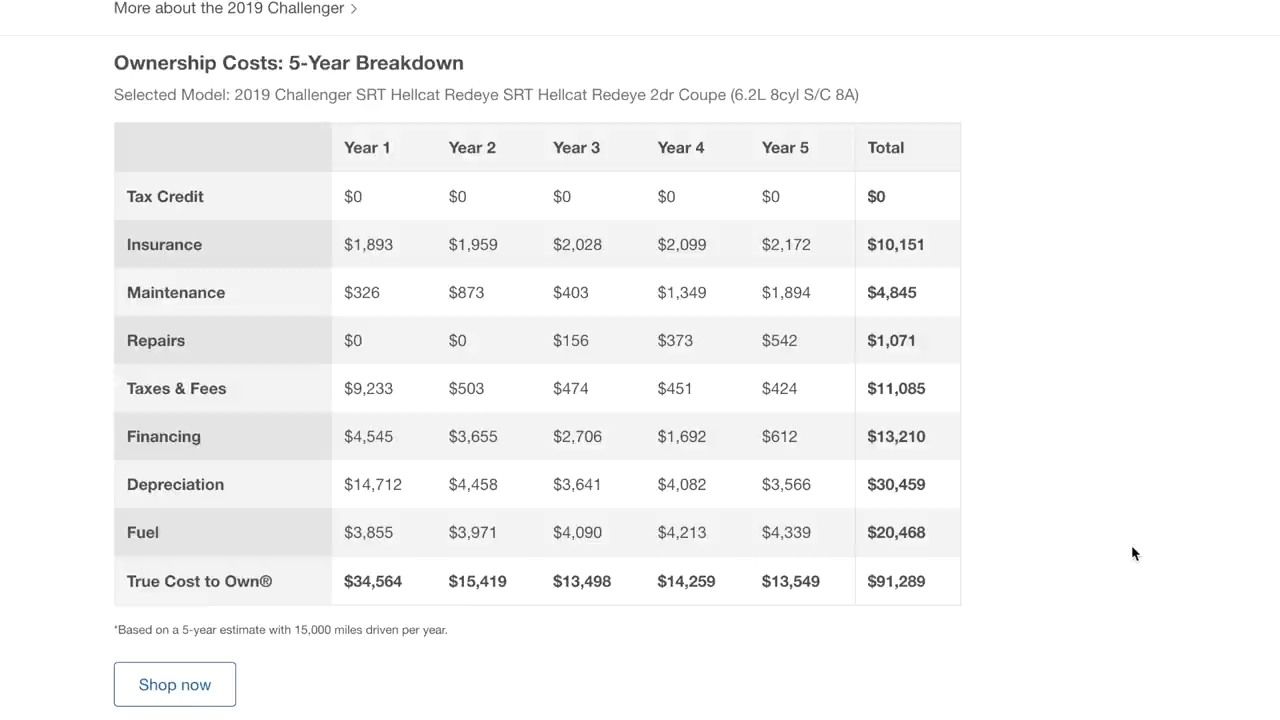 More about the 2019 Challenger >
Ownership Costs: 5-Year Breakdown
Selected Model: 2019 Challenger SRT Hellcat Redeye SRT Hellcat Redeye 2dr Coupe (6.2L 8cyl S/C 8A)
Year 1 Year 2 Year 3 Year 4 Year 5 Total
Tax Credit $0 $0 $0 $0 $0 $0
Insurance $1,893 $1,959 $2,028 $2,099 $2,172 $10,151
Maintenance $326 $873 $403 $1,349 $1,894 $4,845
Repairs $0 $0 $156 $373 $542 $1,071
Taxes & Fees $9,233 $503 $474 $451 $424 $11,085
Financing $4,545 $3,655 $2,706 $1,692 $612 $13,210
Depreciation $14,712 $4,458 $3,641 $4,082 $3,566 $30,459
Fuel $3,855 $3,971 $4,090 $4,213 $4,339 $20,468
True Cost to Own® $34,564 $15,419 $13,498 $14,259 $13,549 $91,289
*Based on a 5-year estimate with 15,000 miles driven per year.
Shop now